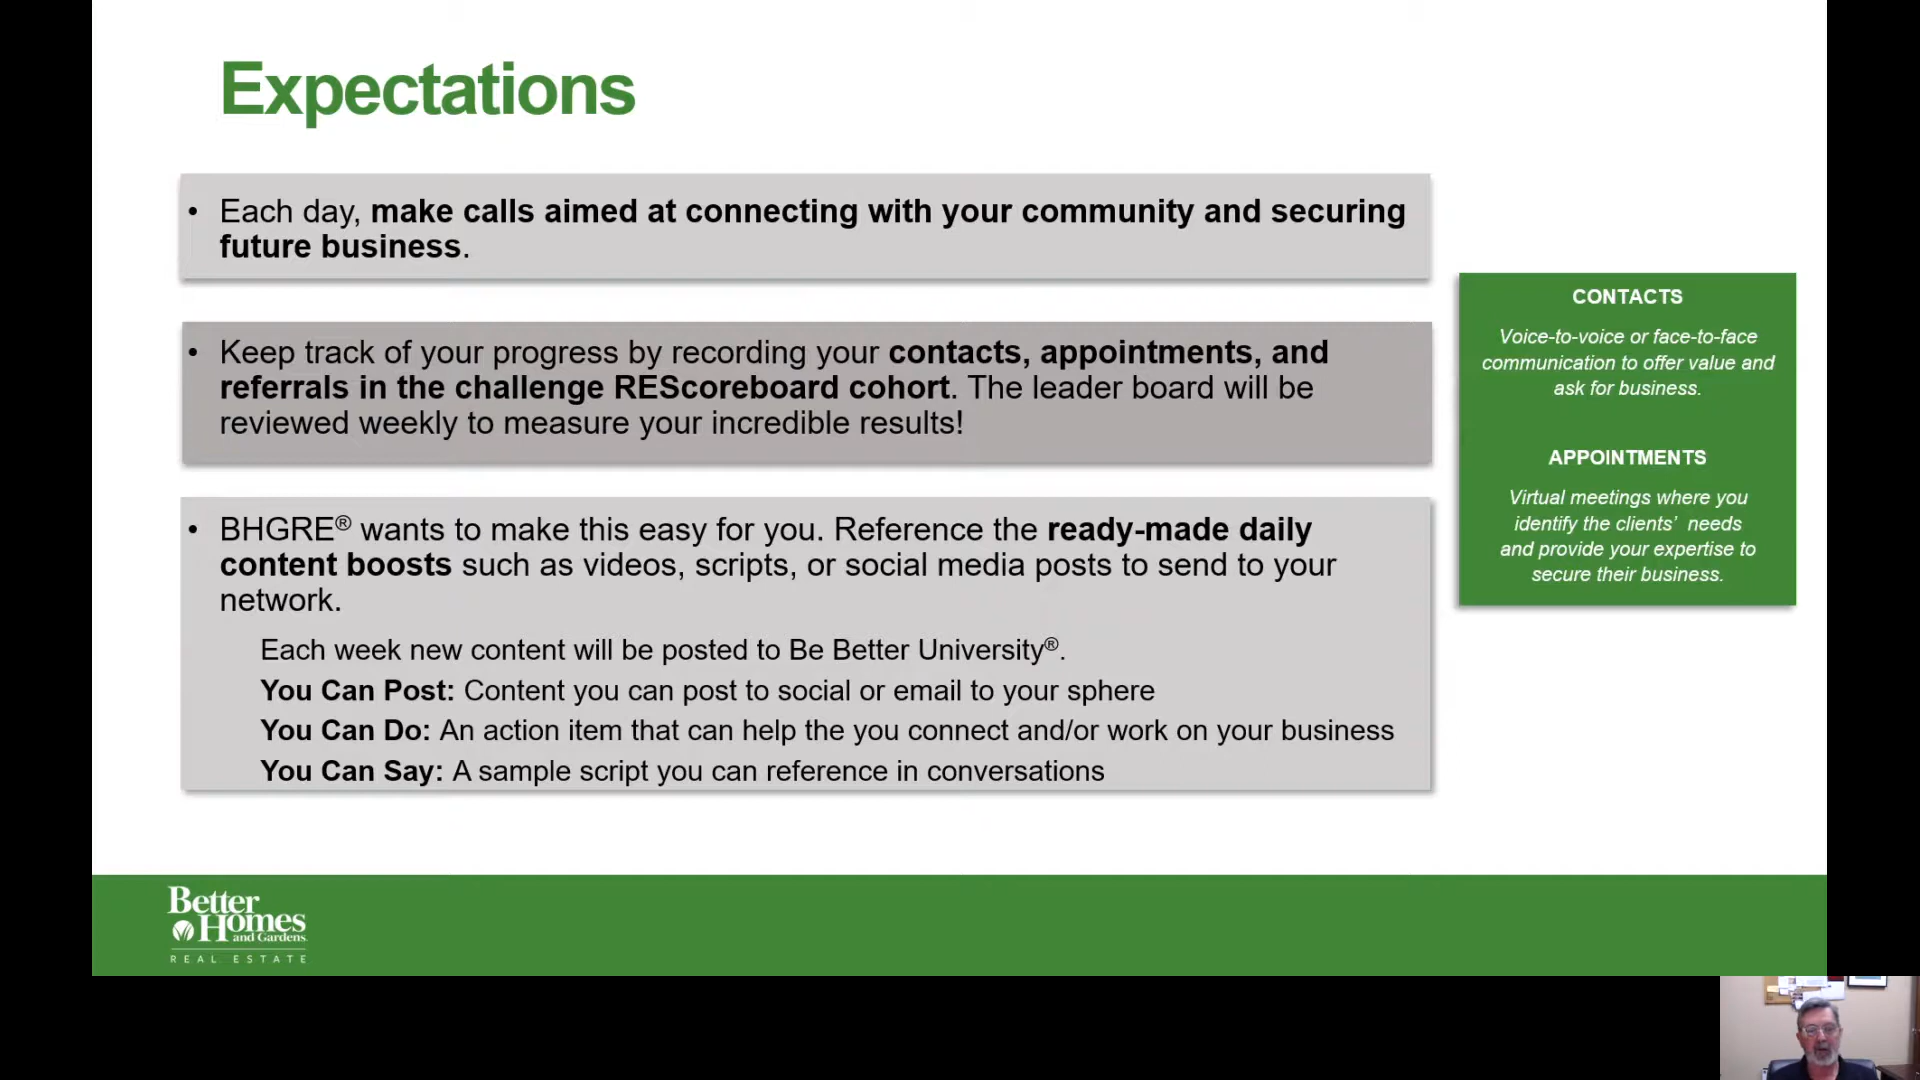 Expectations
• Each day, make calls aimed at connecting with your community and securing
future business.
• Keep track of your progress by recording your contacts, appointments, and
referrals in the challenge REScoreboard cohort. The leader board will be
reviewed weekly to measure your incredible results!
• BHGRE® wants to make this easy for you. Reference the ready-made daily
content boosts such as videos, scripts, or social media posts to send to your
network.
Each week new content will be posted to Be Better University®.
You Can Post: Content you can post to social or email to your sphere
You Can Do: An action item that can help the you connect and/or work on your business
You Can Say: A sample script you can reference in conversations
CONTACTS
Voice-to-voice or face-to-face
communication to offer value and
ask for business.
APPOINTMENTS
Virtual meetings where you
identify the clients’ needs
and provide your expertise to
secure their business.
Better
Homes
and Gardens
REAL ESTATE